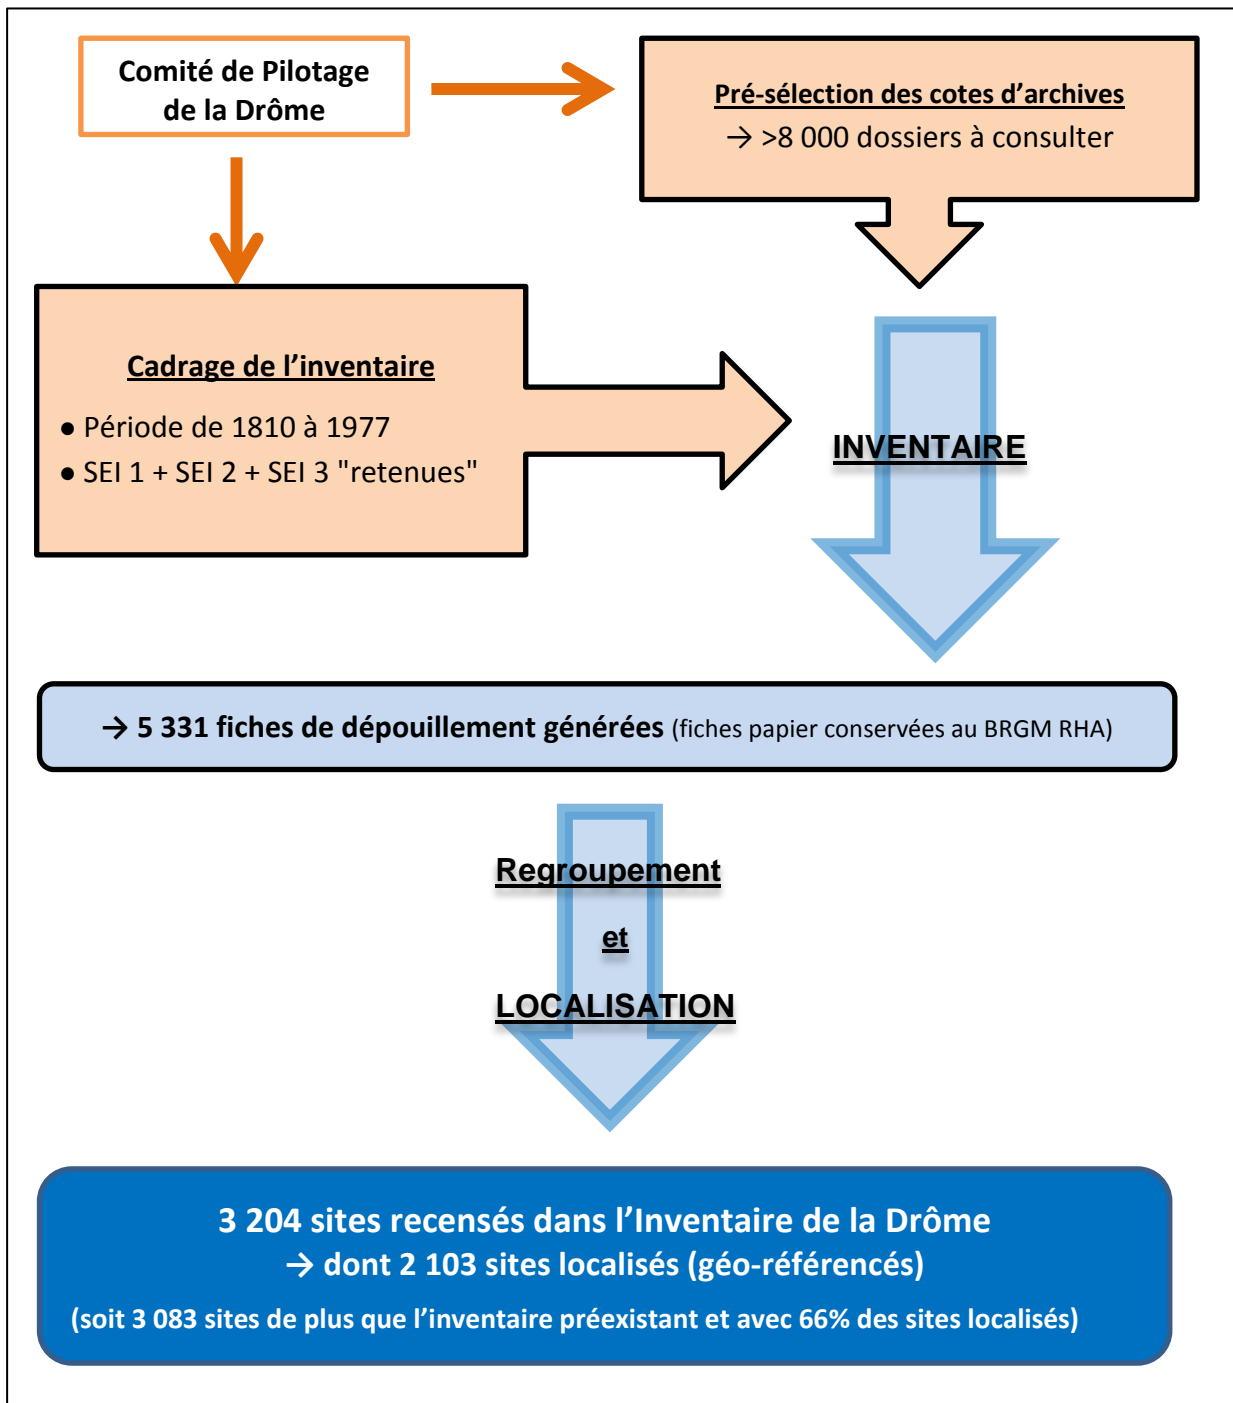 Comité de Pilotage
de la Drôme
Pré-sélection des cotes d’archives
→ >8 000 dossiers à consulter
Cadrage de l’inventaire
● Période de 1810 à 1977
● SEI 1 + SEI 2 + SEI 3 "retenues"
INVENTAIRE
→ 5 331 fiches de dépouillement générées (fiches papier conservées au BRGM RHA)
Regroupement
et
LOCALISATION
3 204 sites recensés dans l’Inventaire de la Drôme
→ dont 2 103 sites localisés (géo-référencés)
(soit 3 083 sites de plus que l’inventaire préexistant et avec 66% des sites localisés)